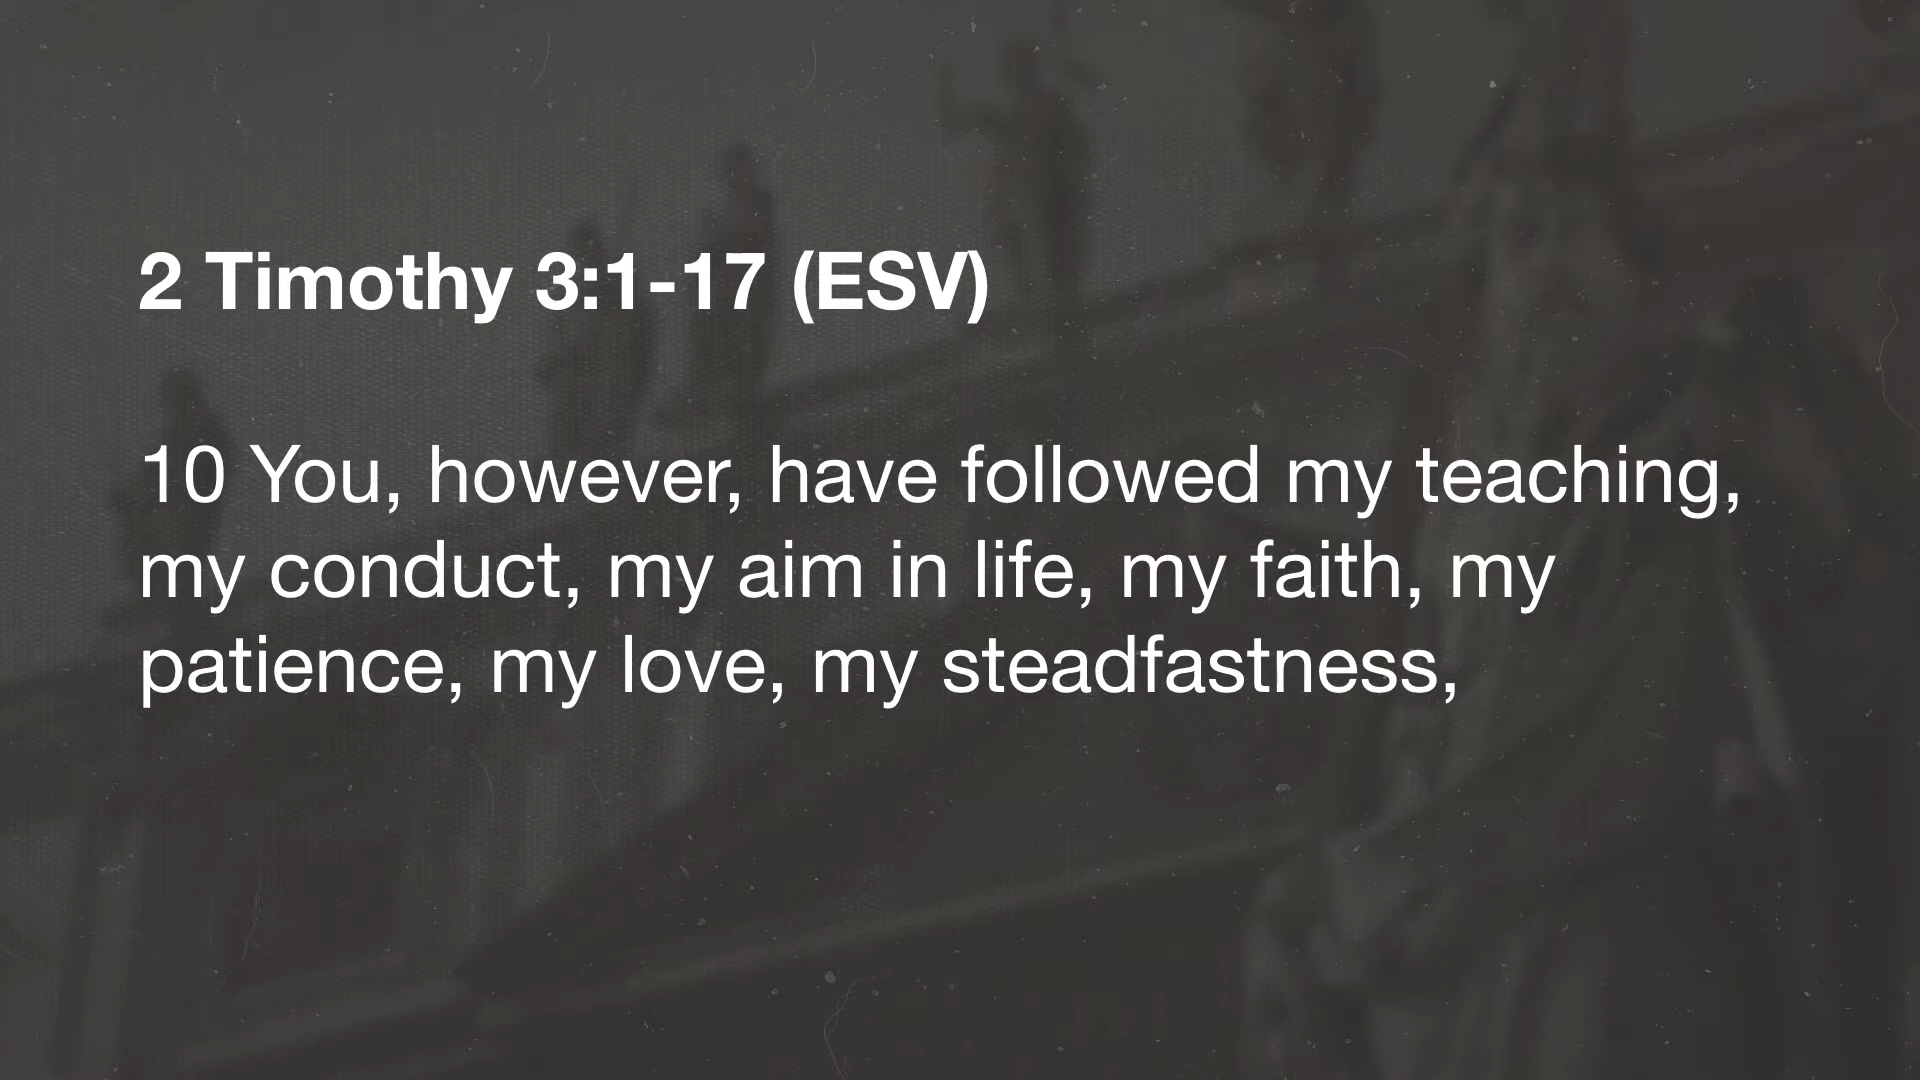 2 Timothy 3:1-17 (ESV)
10 You, however, have followed my teaching,
my conduct, my aim in life, my faith, my
patience, my love, my steadfastness,